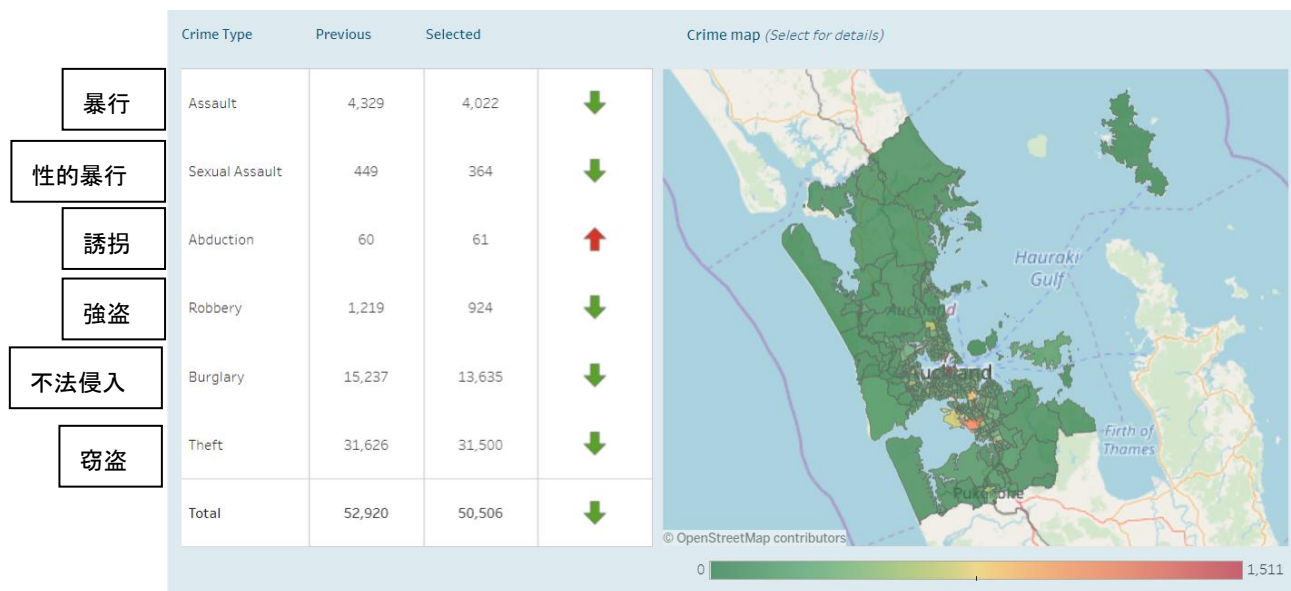 Crime Type Previous Selected
暴行 Assault 4,329 4,022
性的暴行 Sexual Assault 449 364
誘拐 Abduction 60 61
強盗 Robbery 1,219 924
不法侵入 Burglary 15,237 13,635
窃盗 Theft 31,626 31,500
Total 52,920 50,506
Crime map (Select for details)
Hauraki
Gulf
Auckland
Auckland
Firth of
Thames
Pukekohe
© OpenStreetMap contributors
0 1,511